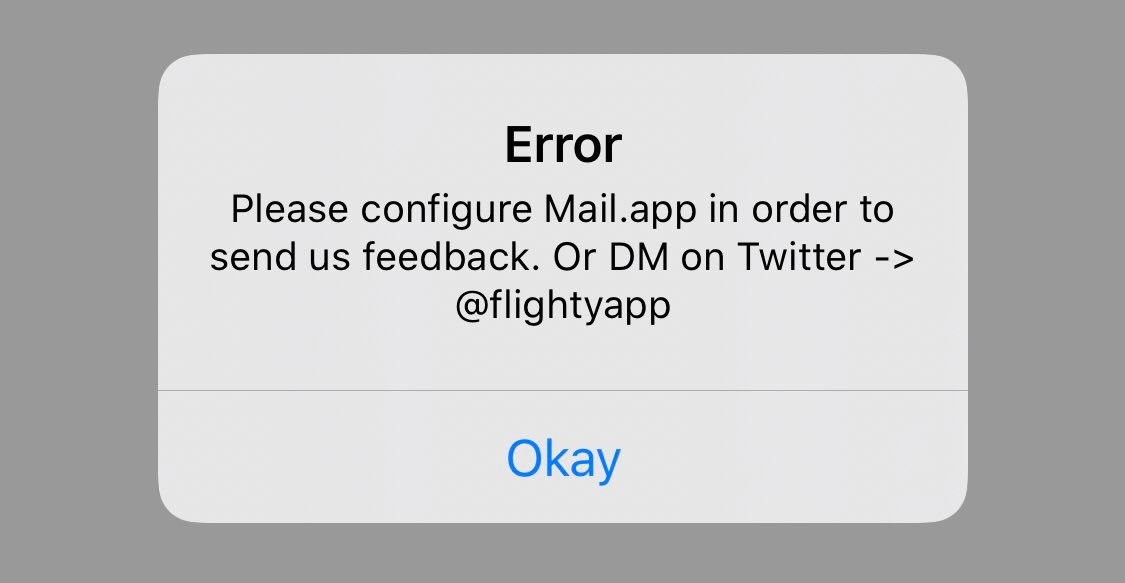 Error
Please configure Mail.app in order to
send us feedback. Or DM on Twitter ->
@flightyapp
Okay